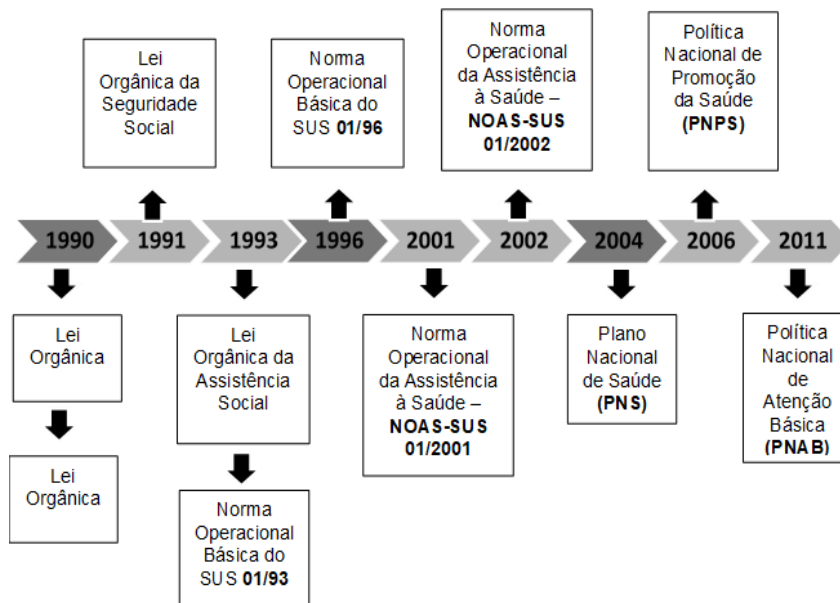 Lei
Orgânica da
Seguridade
Social
Norma
Operacional
Básica do
SUS 01/96
Norma
Operacional
da Assistência
à Saúde –
NOAS-SUS
01/2002
Política
Nacional de
Promoção
da Saúde
(PNPS)
1990
1991
1993
1996
2001
2002
2004
2006
2011
Lei
Orgânica
Lei
Orgânica
Lei
Orgânica da
Assistência
Social
Norma
Operacional
Básica do
SUS 01/93
Norma
Operacional
da Assistência
à Saúde –
NOAS-SUS
01/2001
Plano
Nacional
de Saúde
(PNS)
Política
Nacional
de
Atenção
Básica
(PNAB)